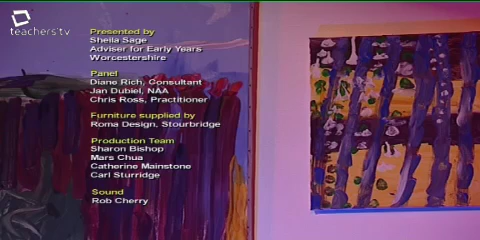 teachers'tv
Presented by
Sheila Sage
Adviser for Early Years
Worcestershire
Panel
Diane Rich, Consultant
Jan Dubiel, NAA
Chris Ross, Practitioner
Furniture supplied by
Roma Design, Stourbridge
Production Team
Sharon Bishop
Mars Chua
Catherine Mainstone
Carl Sturridge
Sound
Rob Cherry